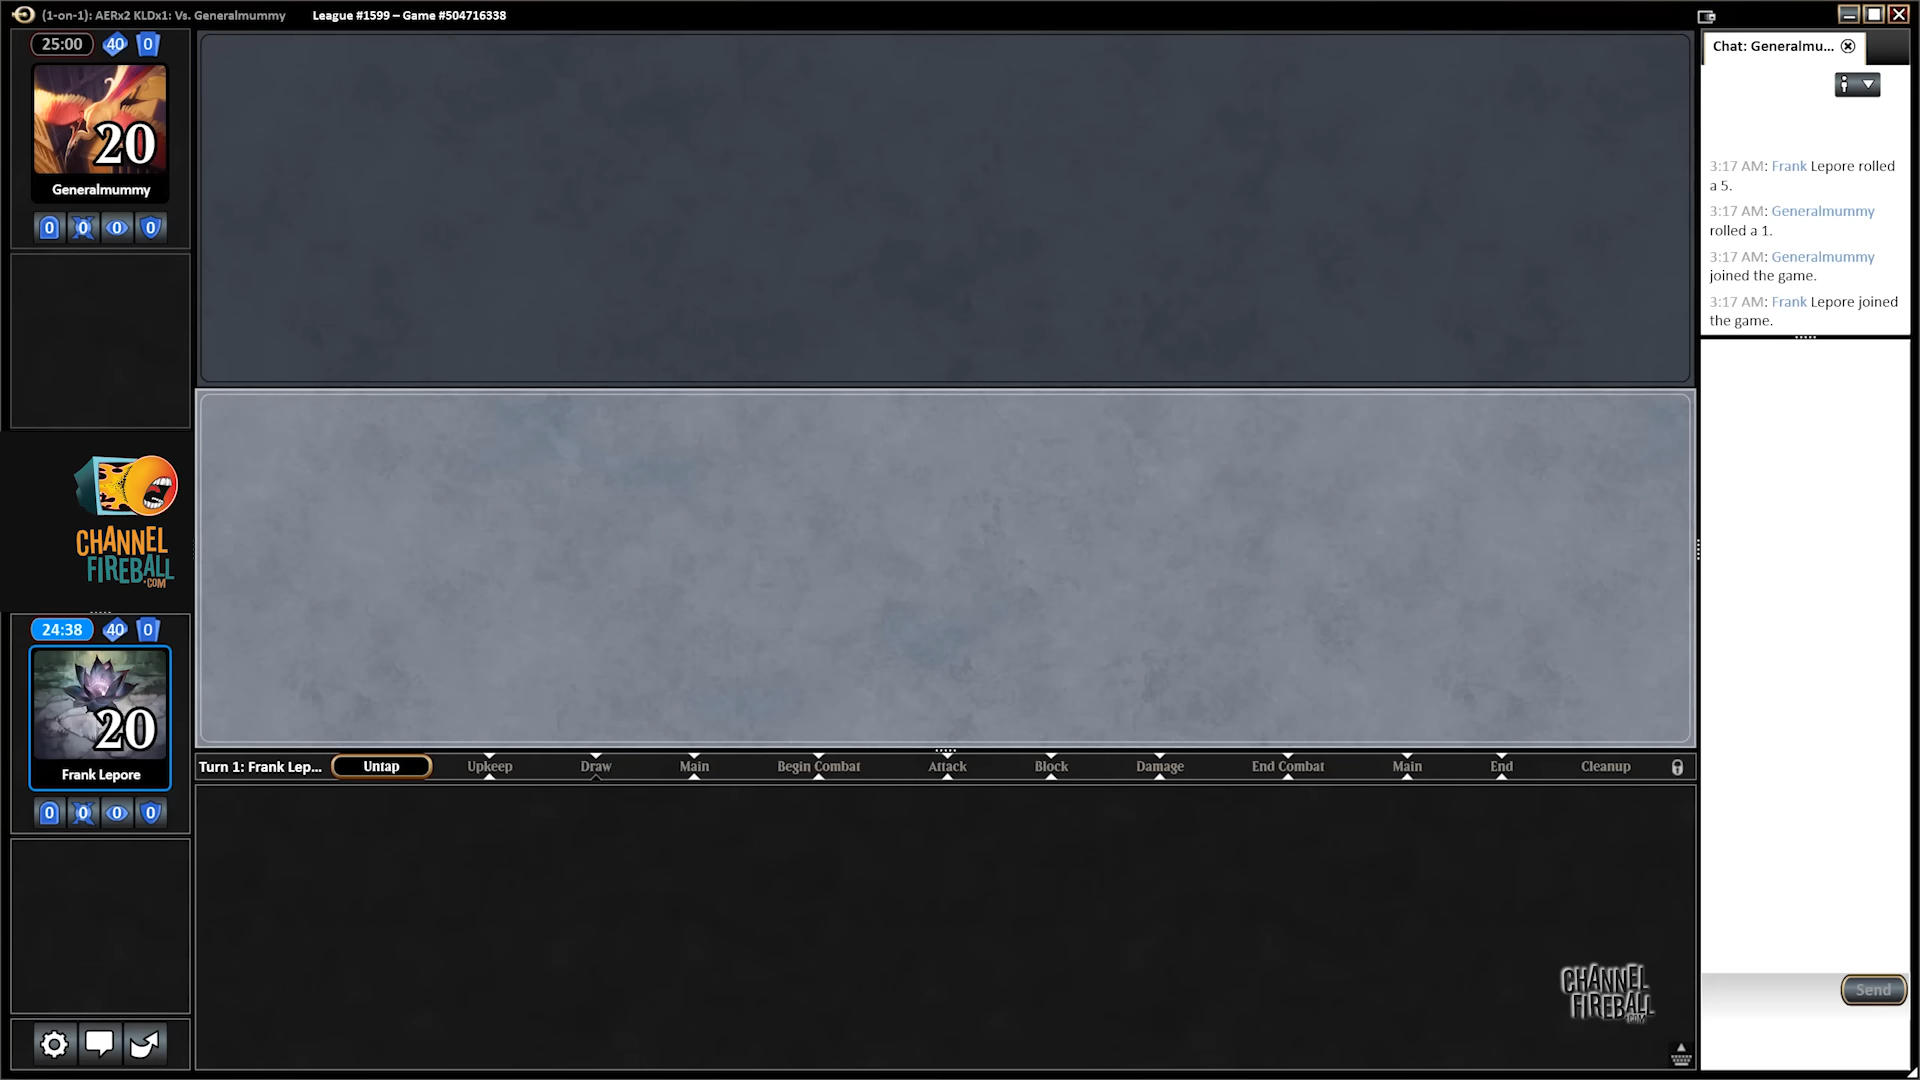 (1-on-1): AERx2 KLDx1: Vs. Generalmummy League #1599 – Game #504716338
25:00 40 0
20
Generalmummy
0 0 0 0
CHANNEL
FIREBALL
.COM
24:38 40 0
20
Frank Lepore
0 0 0 0
Turn 1: Frank Lep... Untap Upkeep Draw Main Begin Combat Attack Block Damage End Combat Main End Cleanup
CHANNEL
FIREBALL
.COM
Chat: Generalmu...
3:17 AM: Frank Lepore rolled
a 5.
3:17 AM: Generalmummy
rolled a 1.
3:17 AM: Generalmummy
joined the game.
3:17 AM: Frank Lepore joined
the game.
Send